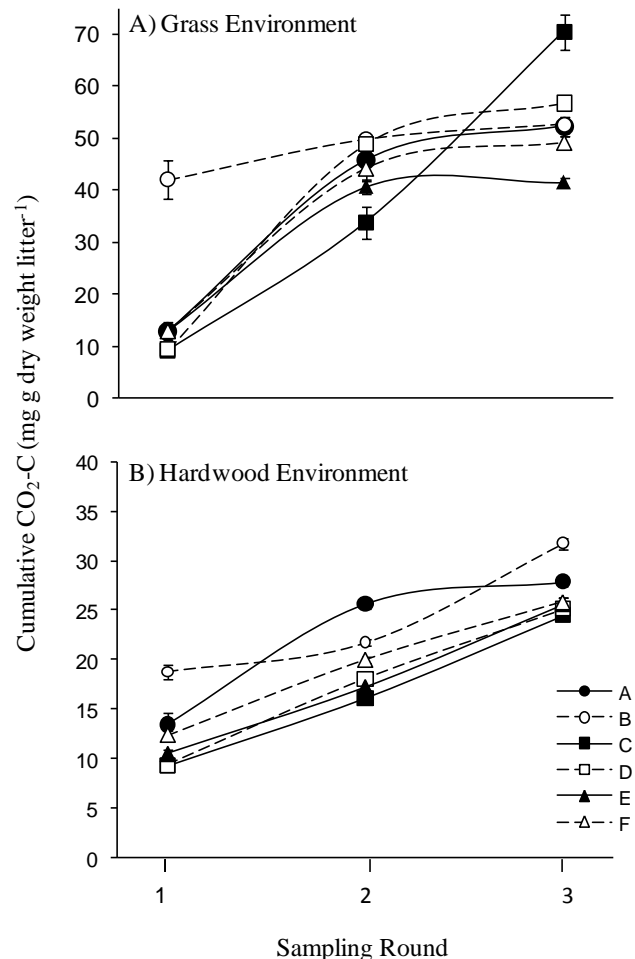 A) Grass Environment
70
60
50
40
30
20
10
0
Cumulative CO₂-C (mg g dry weight litter⁻¹)
B) Hardwood Environment
40
35
30
25
20
15
10
5
0
A
B
C
D
E
F
1 2 3
Sampling Round